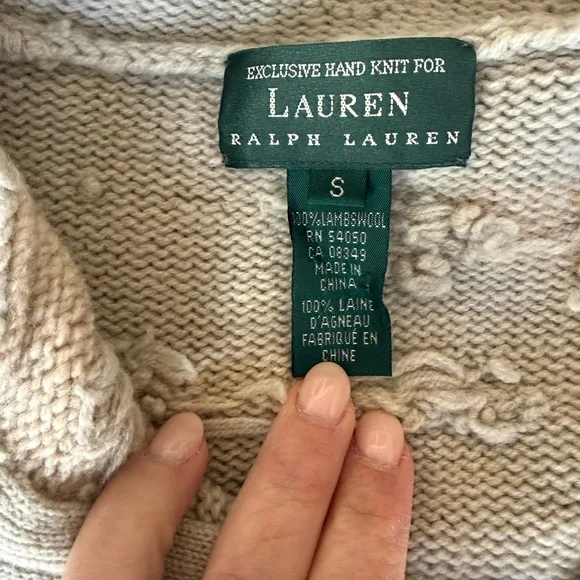 EXCLUSIVE HAND KNIT FOR
LAUREN
RALPH LAUREN
S
100% LAMBSWOOL
RN 54050
CA 08349
MADE IN
CHINA
100% LAINE
D'AGNEAU
FABRIQUÉ EN
CHINE